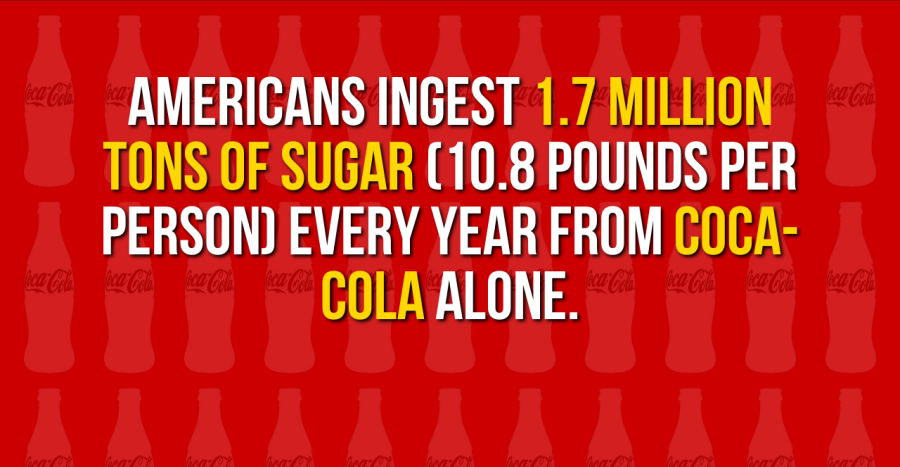 AMERICANS INGEST 1.7 MILLION
TONS OF SUGAR (10.8 POUNDS PER
PERSON) EVERY YEAR FROM COCA-
COLA ALONE.